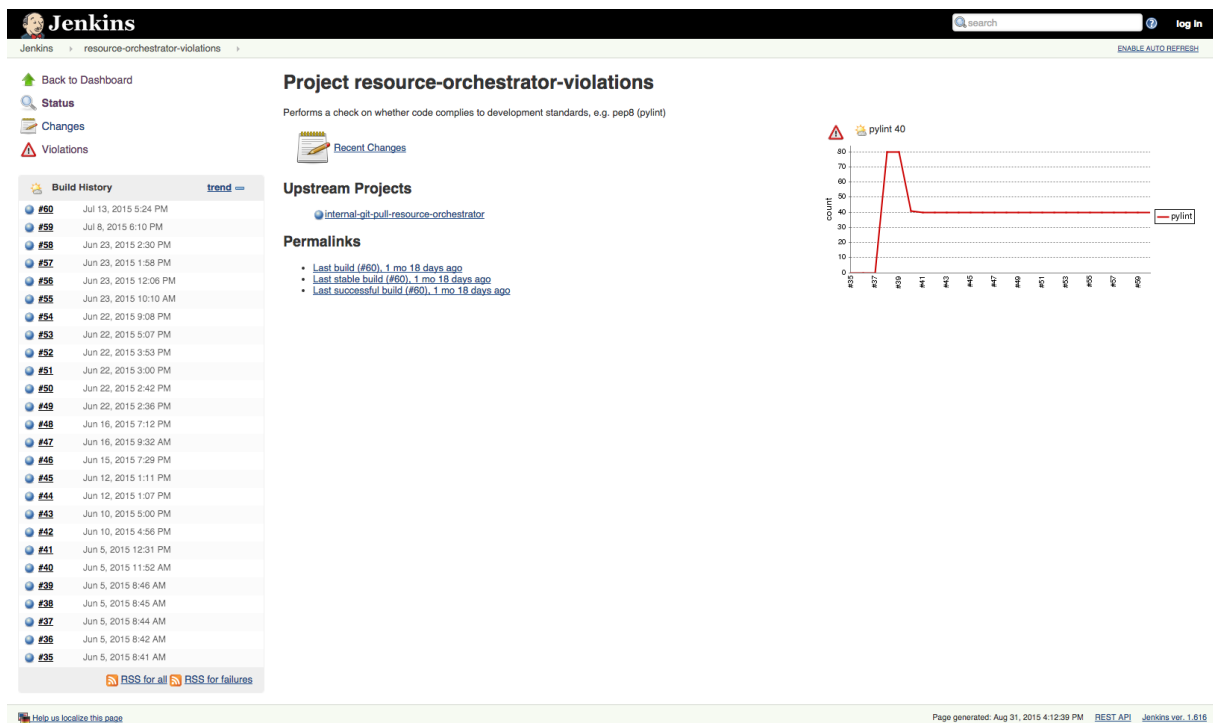 Jenkins
search
log in
Jenkins
resource-orchestrator-violations
ENABLE AUTO REFRESH
Back to Dashboard
Status
Changes
Violations
Build History
trend
#60 Jul 13, 2015 5:24 PM
#59 Jul 8, 2015 6:10 PM
#58 Jun 23, 2015 2:30 PM
#57 Jun 23, 2015 1:58 PM
#56 Jun 23, 2015 12:06 PM
#55 Jun 23, 2015 10:10 AM
#54 Jun 22, 2015 9:08 PM
#53 Jun 22, 2015 5:07 PM
#52 Jun 22, 2015 3:53 PM
#51 Jun 22, 2015 3:00 PM
#50 Jun 22, 2015 2:42 PM
#49 Jun 22, 2015 2:36 PM
#48 Jun 16, 2015 7:12 PM
#47 Jun 16, 2015 9:32 AM
#46 Jun 15, 2015 7:29 PM
#45 Jun 12, 2015 1:11 PM
#44 Jun 12, 2015 1:07 PM
#43 Jun 10, 2015 5:00 PM
#42 Jun 10, 2015 4:56 PM
#41 Jun 5, 2015 12:31 PM
#40 Jun 5, 2015 11:52 AM
#39 Jun 5, 2015 8:46 AM
#38 Jun 5, 2015 8:45 AM
#37 Jun 5, 2015 8:44 AM
#36 Jun 5, 2015 8:42 AM
#35 Jun 5, 2015 8:41 AM
RSS for all RSS for failures
Project resource-orchestrator-violations
Performs a check on whether code complies to development standards, e.g. pep8 (pylint)
Recent Changes
Upstream Projects
internal-git-pull-resource-orchestrator
Permalinks
Last build (#60), 1 mo 18 days ago
Last stable build (#60), 1 mo 18 days ago
Last successful build (#60), 1 mo 18 days ago
pylint 40
80
70
60
50
40
30
20
10
0
count
#35 #37 #39 #41 #43 #45 #47 #49 #51 #53 #55 #57 #59
pylint
Help us localize this page
Page generated: Aug 31, 2015 4:12:39 PM REST API Jenkins ver. 1.616